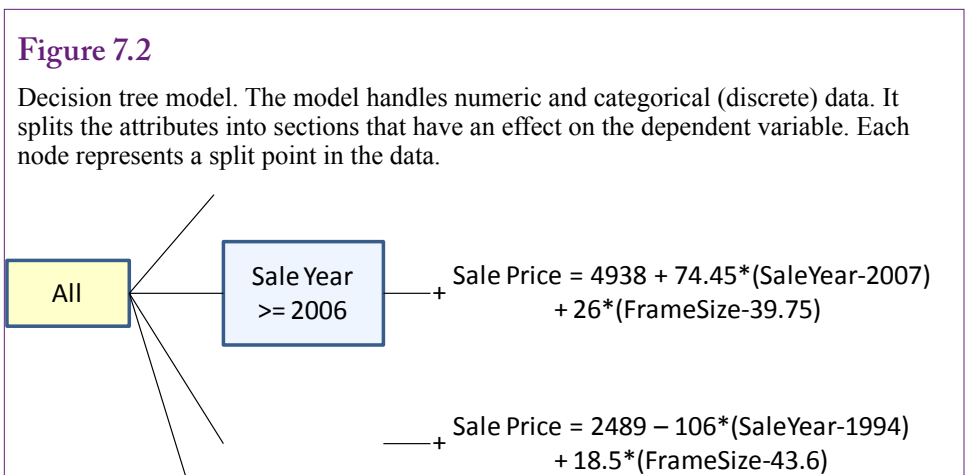 Figure 7.2
Decision tree model. The model handles numeric and categorical (discrete) data. It
splits the attributes into sections that have an effect on the dependent variable. Each
node represents a split point in the data.
All
Sale Year
>= 2006
+ Sale Price = 4938 + 74.45*(SaleYear-2007)
+ 26*(FrameSize-39.75)
+ Sale Price = 2489 – 106*(SaleYear-1994)
+ 18.5*(FrameSize-43.6)